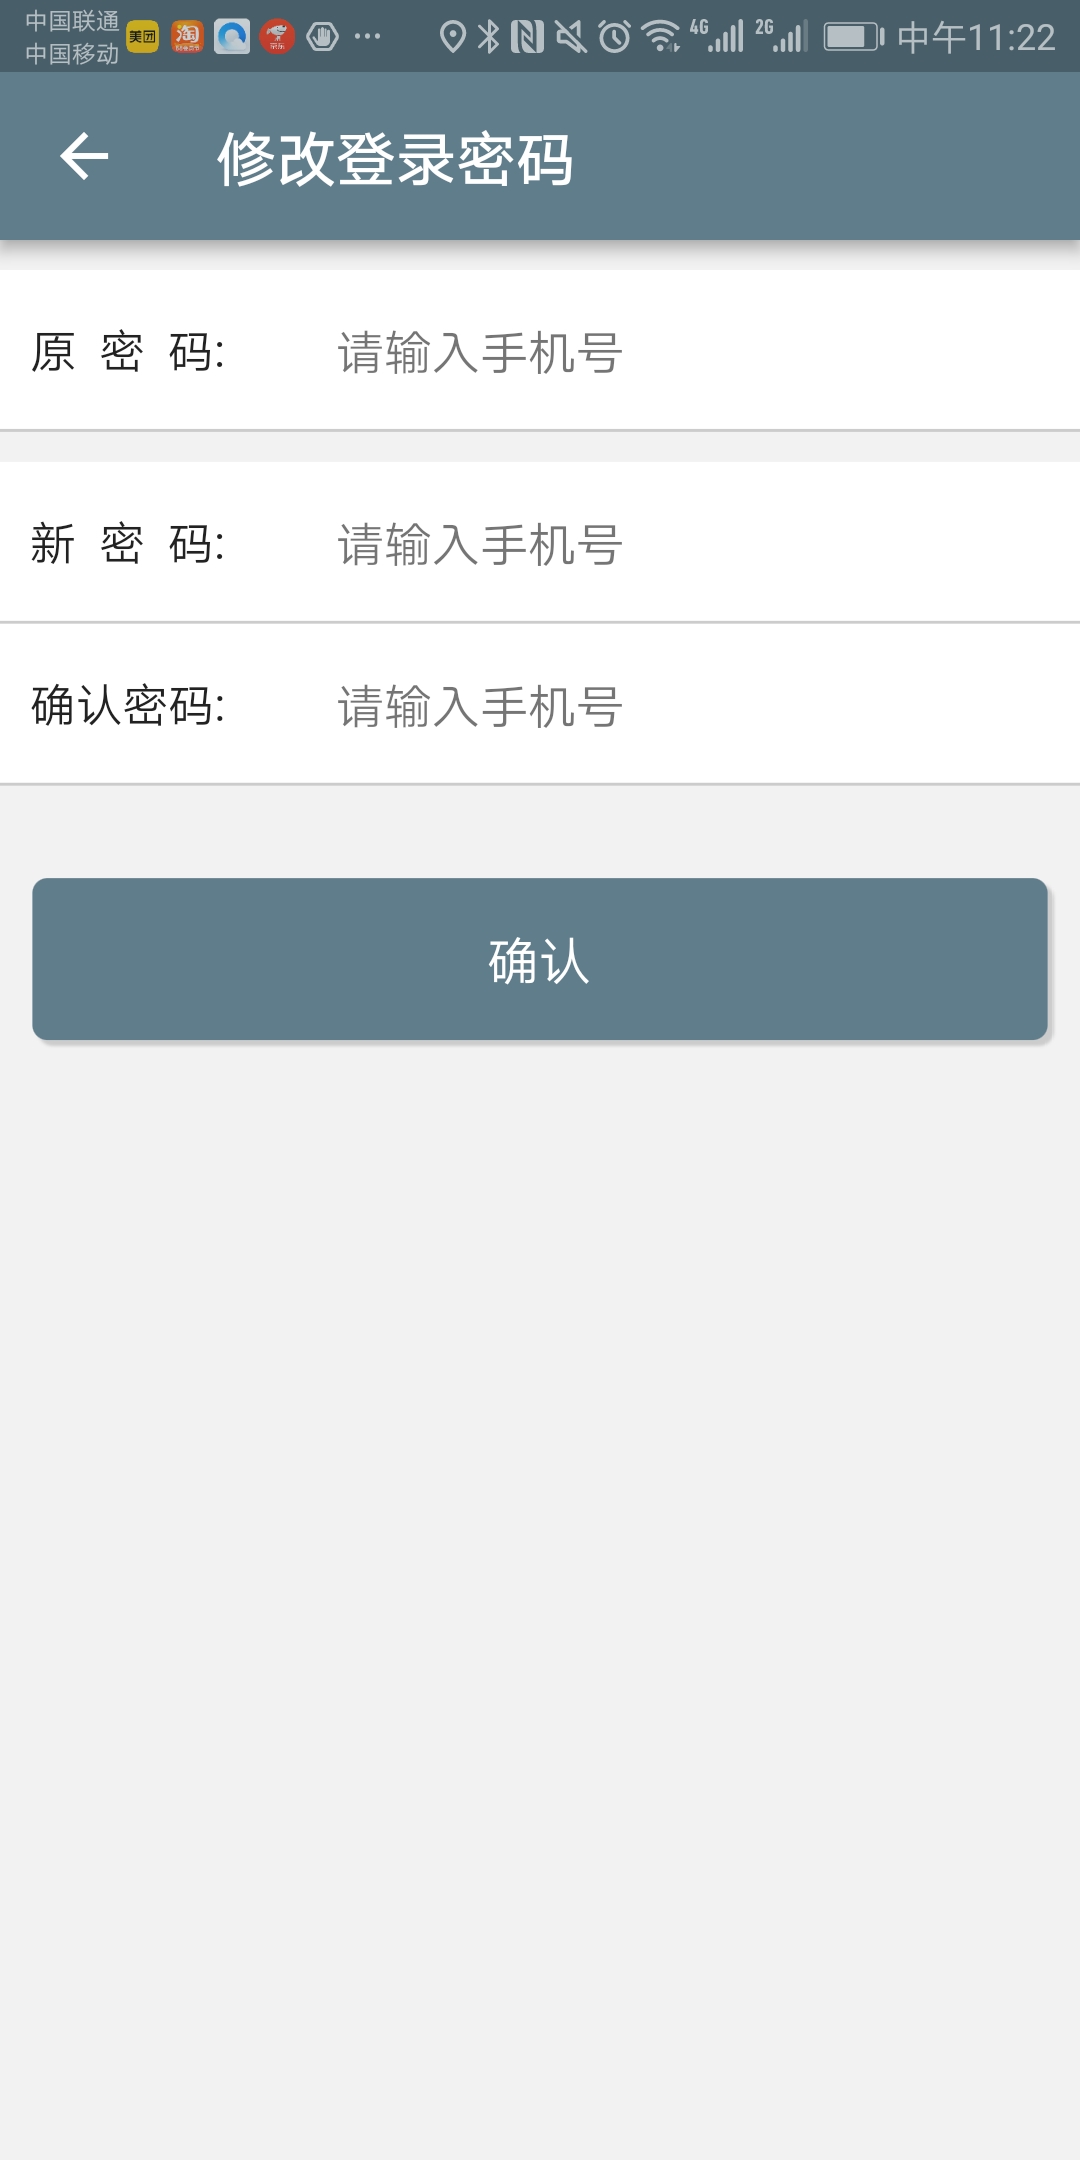 中国联通
中国移动
美团
淘
京东
4G
2G
中午11:22
修改登录密码
原 密 码:
请输入手机号
新 密 码:
请输入手机号
确认密码:
请输入手机号
确认